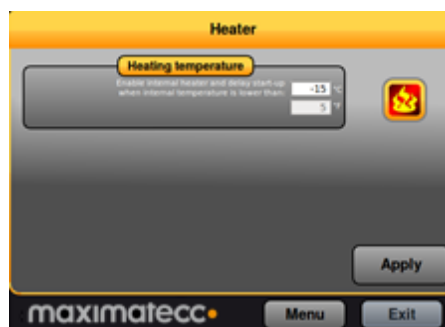 Heater
Heating temperature
Enable internal heater and delay start-up
when internal temperature is lower than:
-15 °C
5 °F
Apply
maximatecc
Menu
Exit